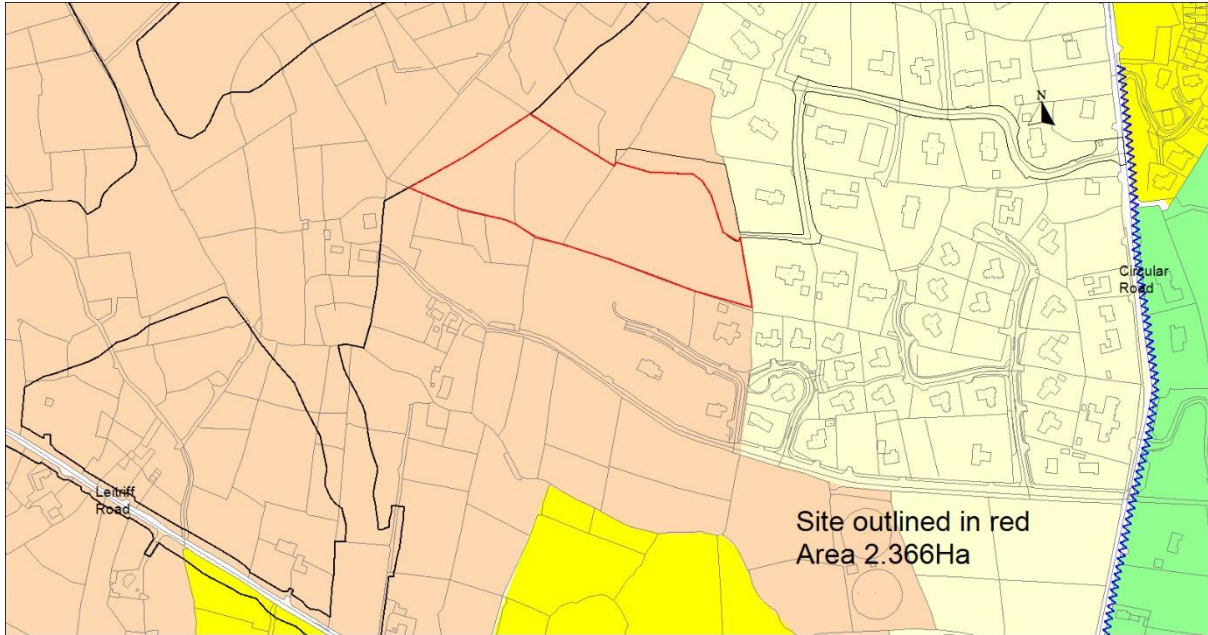 N
Circular
Road
Leitriff
Road
Site outlined in red
Area 2.366Ha